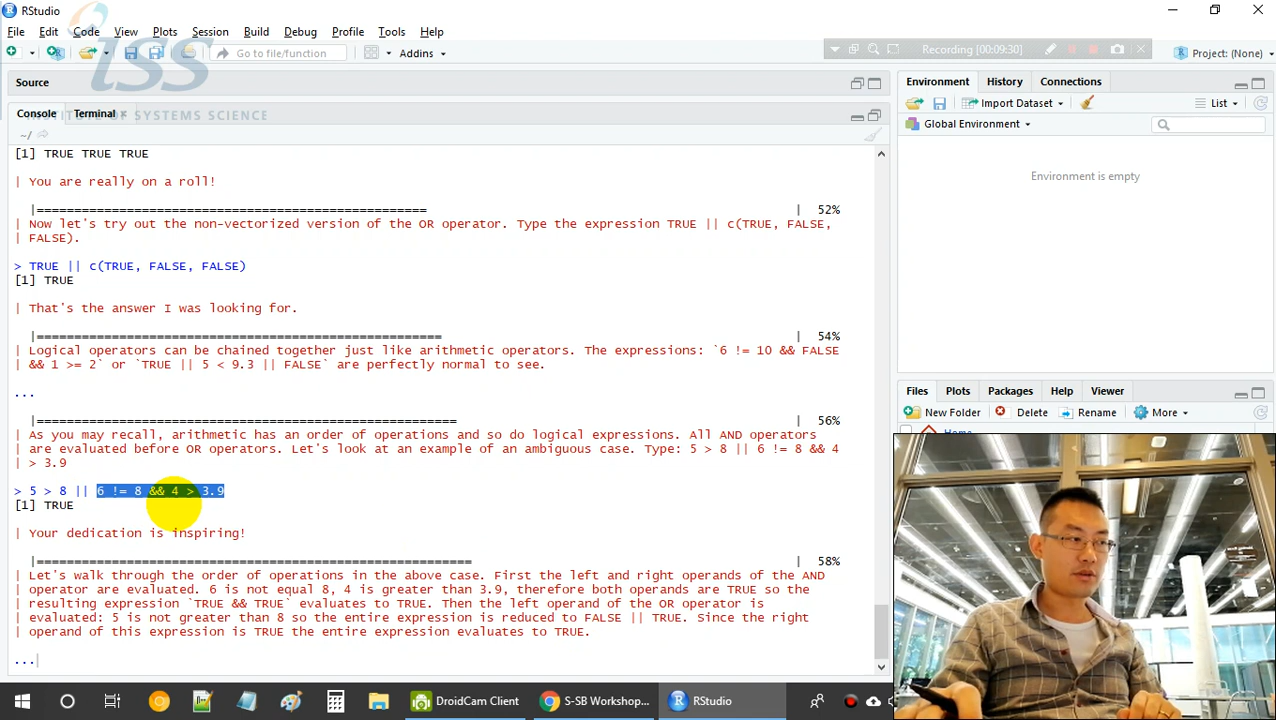 RStudio
File Edit Code View Plots Session Build Debug Profile Tools Help
iss
Go to file/function
Addins
Recording [00:09:30]
Project: (None)
Source
Console Terminal ×
INSTITUTE OF SYSTEMS SCIENCE
~/
[1] TRUE TRUE TRUE
| You are really on a roll!
|==================================================== | 52%
| Now let's try out the non-vectorized version of the OR operator. Type the expression TRUE || c(TRUE, FALSE,
| FALSE).
> TRUE || c(TRUE, FALSE, FALSE)
[1] TRUE
| That's the answer I was looking for.
|====================================================== | 54%
| Logical operators can be chained together just like arithmetic operators. The expressions: `6 != 10 && FALSE
| && 1 >= 2` or `TRUE || 5 < 9.3 || FALSE` are perfectly normal to see.
...
|======================================================== | 56%
| As you may recall, arithmetic has an order of operations and so do logical expressions. All AND operators
| are evaluated before OR operators. Let's look at an example of an ambiguous case. Type: 5 > 8 || 6 != 8 && 4
| > 3.9
> 5 > 8 || 6 != 8 && 4 > 3.9
[1] TRUE
| Your dedication is inspiring!
|========================================================== | 58%
| Let's walk through the order of operations in the above case. First the left and right operands of the AND
| operator are evaluated. 6 is not equal 8, 4 is greater than 3.9, therefore both operands are TRUE so the
| resulting expression `TRUE && TRUE` evaluates to TRUE. Then the left operand of the OR operator is
| evaluated: 5 is not greater than 8 so the entire expression is reduced to FALSE || TRUE. Since the right
| operand of this expression is TRUE the entire expression evaluates to TRUE.
...
Environment History Connections
Import Dataset
List
Global Environment
Environment is empty
Files Plots Packages Help Viewer
New Folder Delete Rename More
Home
DroidCam Client
S-SB Workshop...
RStudio